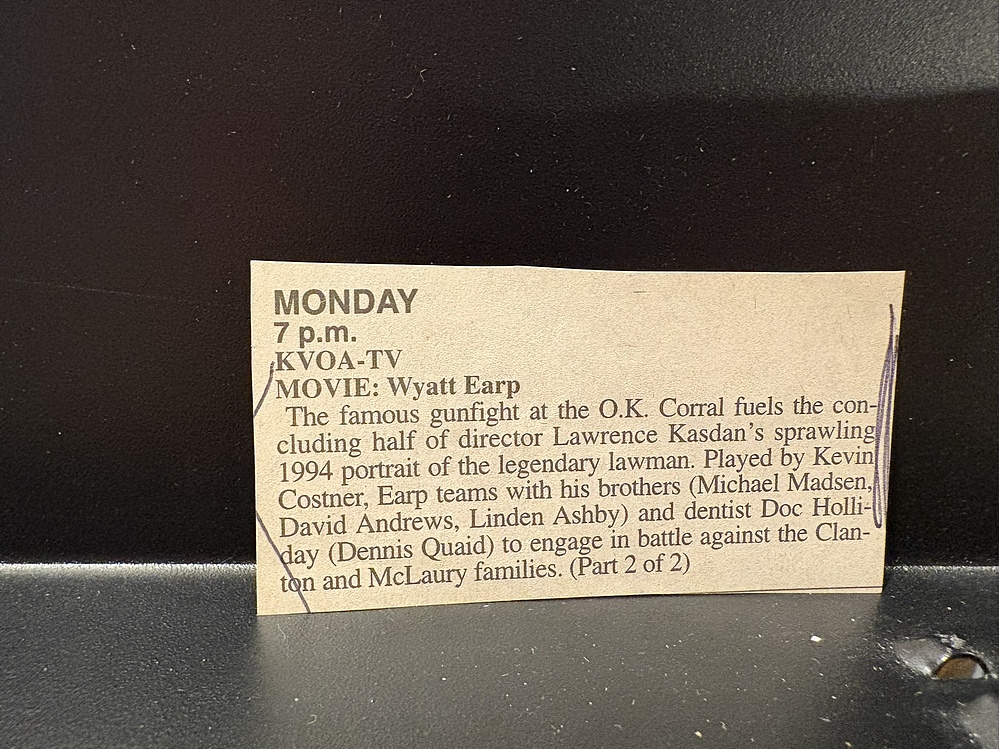 MONDAY
7 p.m.
KVOA-TV
MOVIE: Wyatt Earp
The famous gunfight at the O.K. Corral fuels the con-
cluding half of director Lawrence Kasdan's sprawling
1994 portrait of the legendary lawman. Played by Kevin
Costner, Earp teams with his brothers (Michael Madsen,
David Andrews, Linden Ashby) and dentist Doc Holli-
day (Dennis Quaid) to engage in battle against the Clan-
ton and McLaury families. (Part 2 of 2)